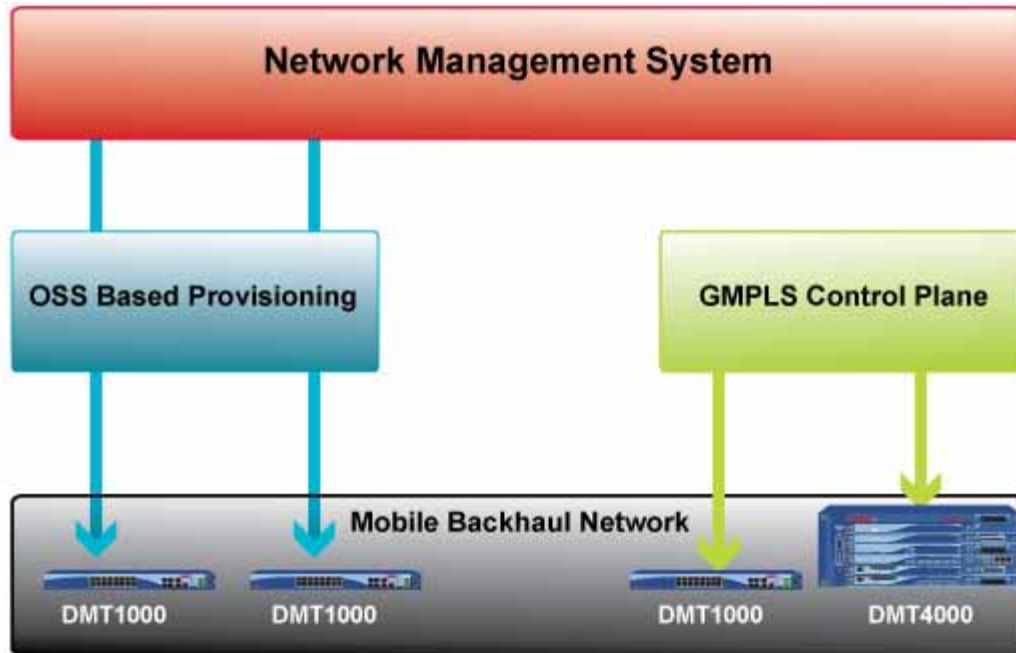 Network Management System
OSS Based Provisioning
GMPLS Control Plane
Mobile Backhaul Network
DMT1000
DMT1000
DMT1000
DMT4000